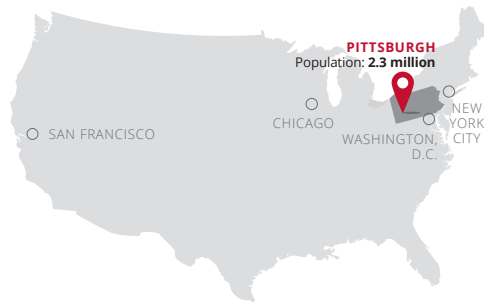 PITTSBURGH
Population: 2.3 million
CHICAGO
NEW
YORK
CITY
SAN FRANCISCO
WASHINGTON,
D.C.